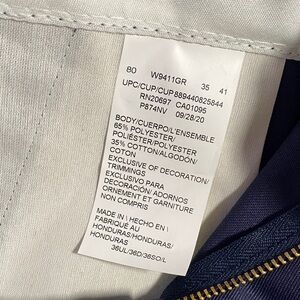 80 W9411GR 35 41
UPC/CUP/CUP889440825844
RN20697 CA01095
P874NV 09/28/20
BODY/CUERPO/L'ENSEMBLE
65% POLYESTER/
POLIÉSTER/POLYESTER
35% COTTON/ALGODON/
COTON
EXCLUSIVE OF DECORATION/
TRIMMINGS
EXCLUSIVO PARA
DECORACIÓN/ ADORNOS
ORNEMENT ET GARNITURE
NON COMPRIS
MADE IN \ HECHO EN \
FABRIQUÉ AU
HONDURAS/HONDURAS/
HONDURAS
36UL/36D/36SO/L